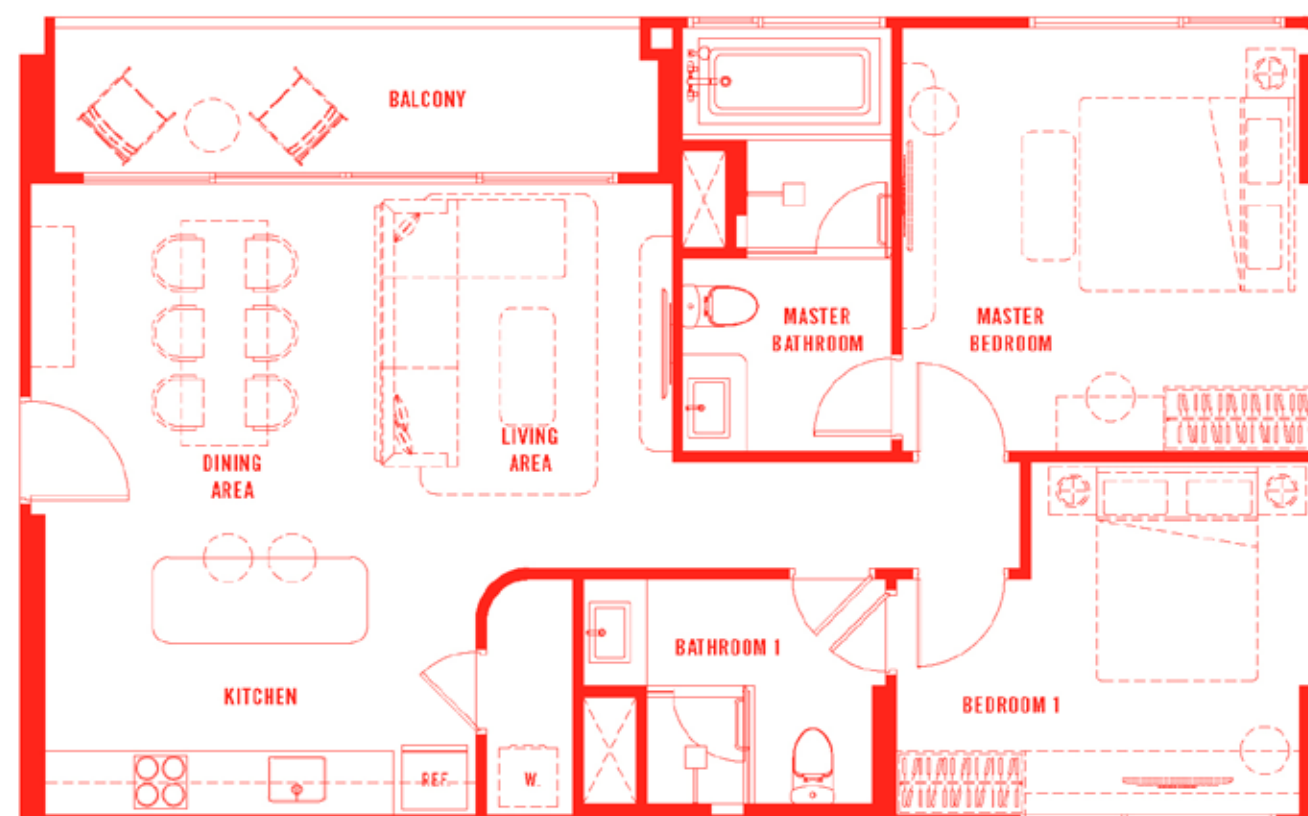 BALCONY
MASTER
BATHROOM
MASTER
BEDROOM
LIVING
AREA
DINING
AREA
BATHROOM 1
KITCHEN
BEDROOM 1
REF.
W.